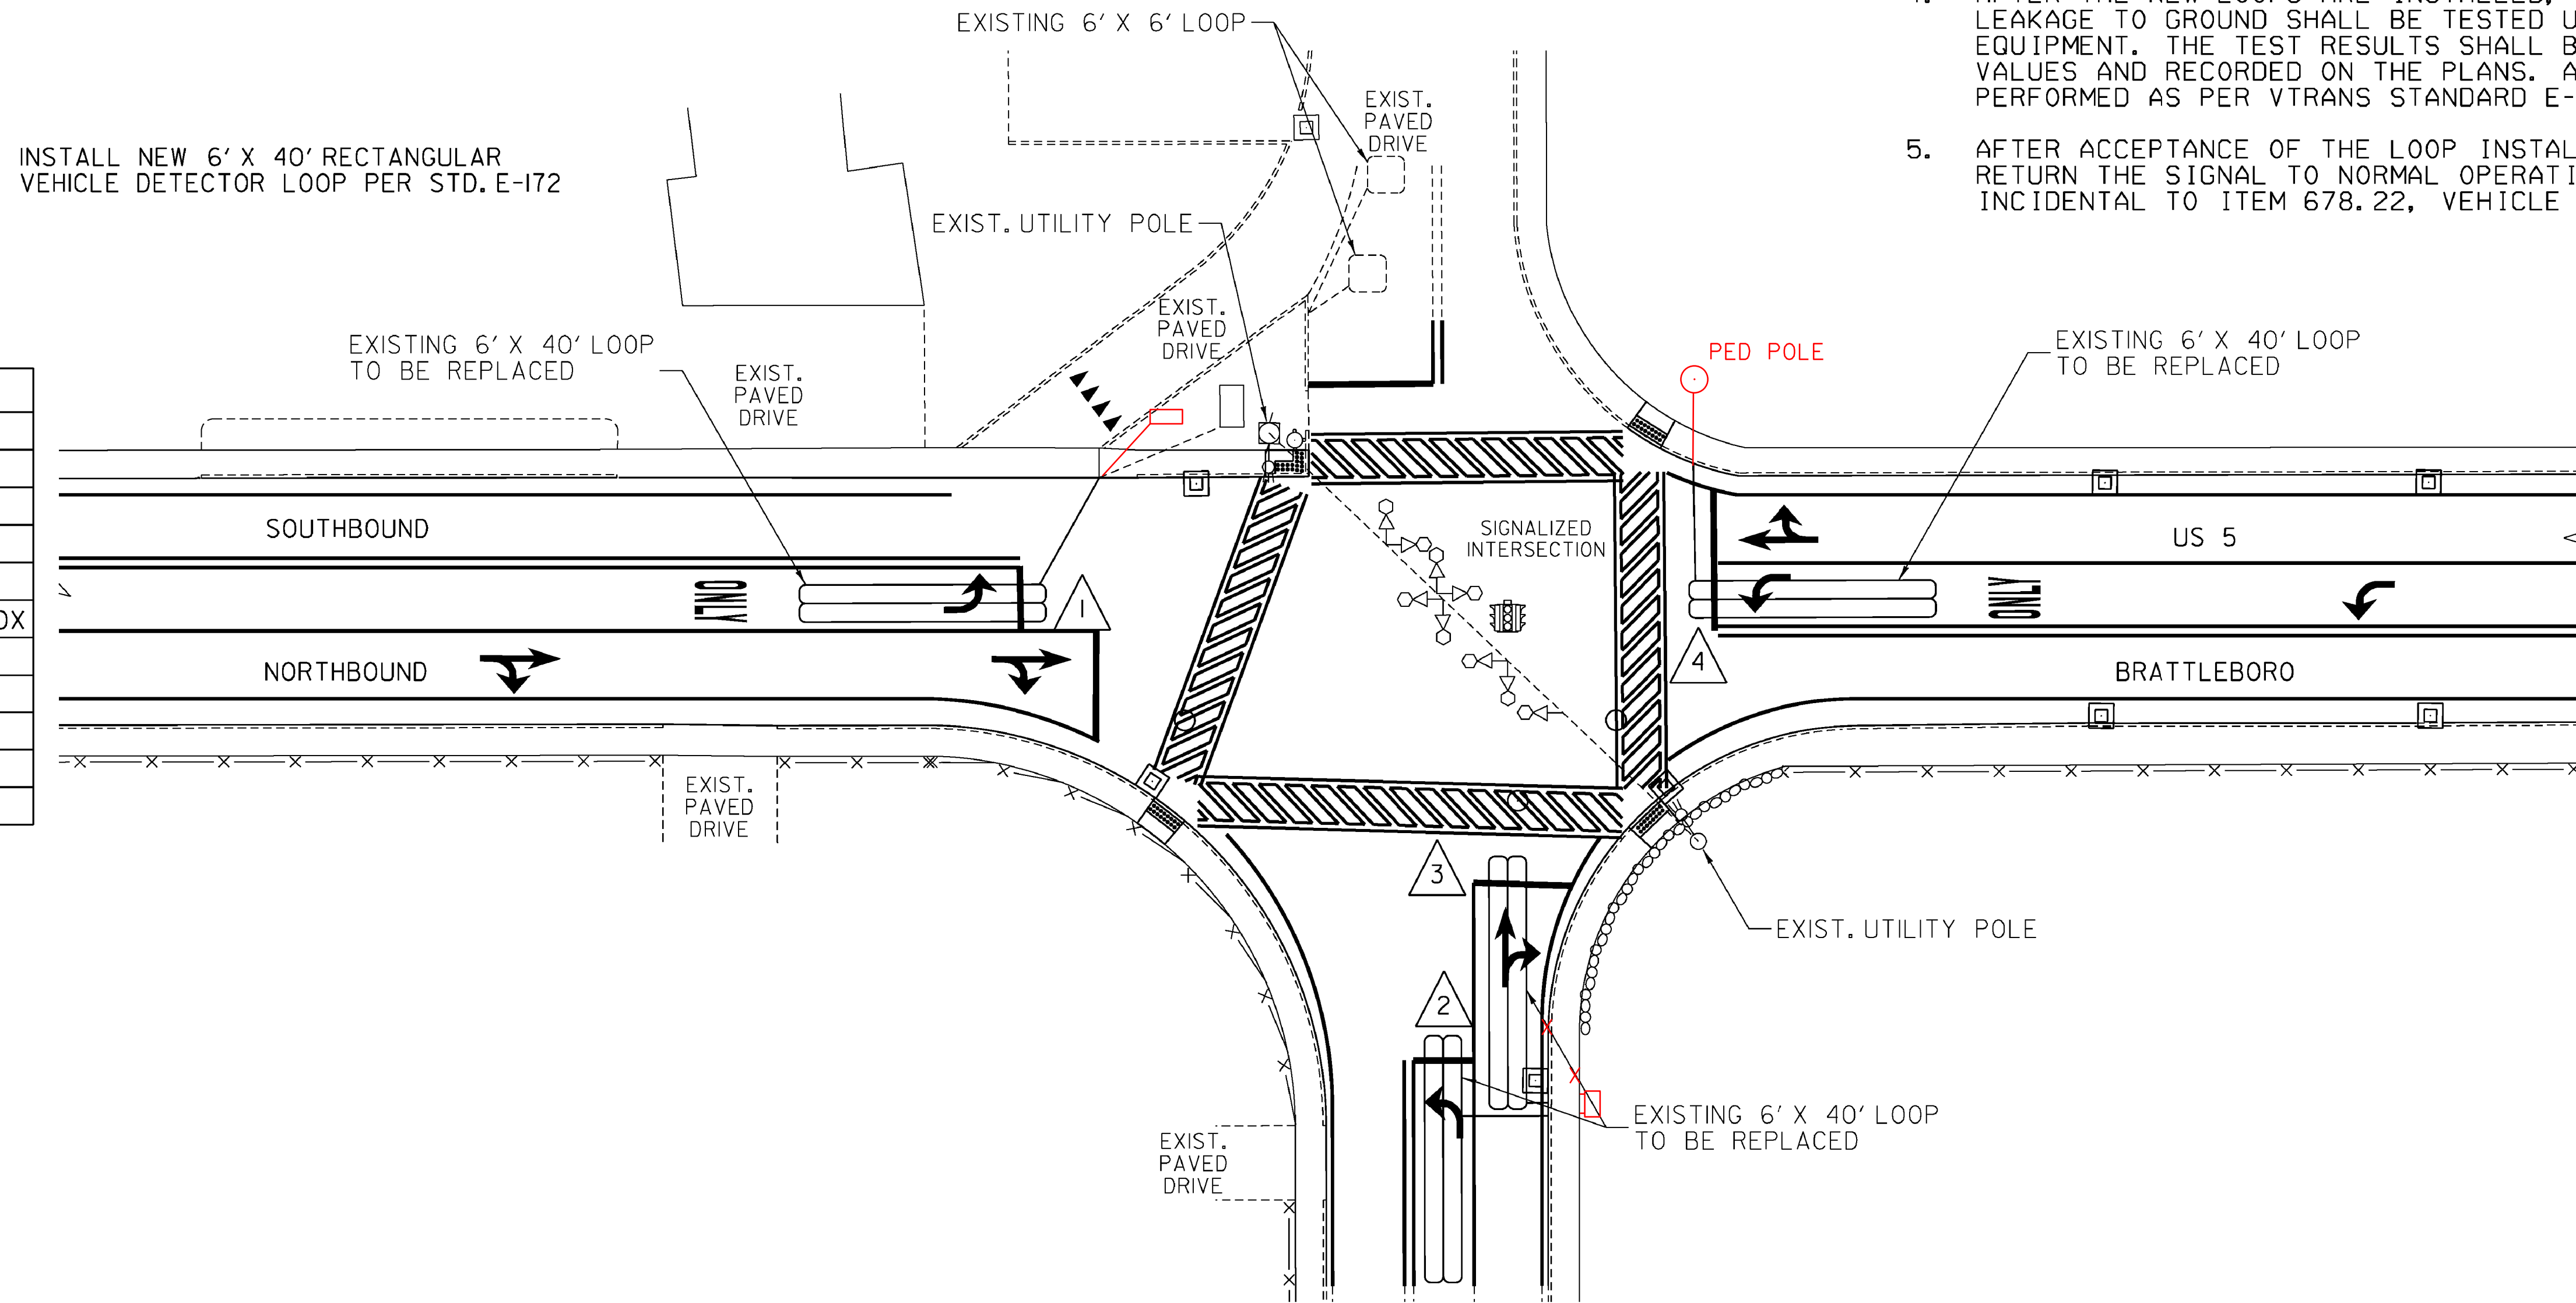 EXISTING 6' X 6' LOOP
LEAKAGE TO GROUND SHALL BE TESTED U
EQUIPMENT. THE TEST RESULTS SHALL B
VALUES AND RECORDED ON THE PLANS. A
PERFORMED AS PER VTRANS STANDARD E-
5. AFTER ACCEPTANCE OF THE LOOP INSTAL
RETURN THE SIGNAL TO NORMAL OPERATI
INCIDENTAL TO ITEM 678.22, VEHICLE
INSTALL NEW 6' X 40' RECTANGULAR
VEHICLE DETECTOR LOOP PER STD. E-172
EXIST.
PAVED
DRIVE
EXIST. UTILITY POLE
EXIST.
PAVED
DRIVE
EXISTING 6' X 40' LOOP
TO BE REPLACED
EXIST.
PAVED
DRIVE
PED POLE
EXISTING 6' X 40' LOOP
TO BE REPLACED
SOUTHBOUND
SIGNALIZED
INTERSECTION
US 5
ONLY
1
ONLY
OX
NORTHBOUND
4
BRATTLEBORO
EXIST.
PAVED
DRIVE
3
EXIST. UTILITY POLE
2
EXISTING 6' X 40' LOOP
TO BE REPLACED
EXIST.
PAVED
DRIVE